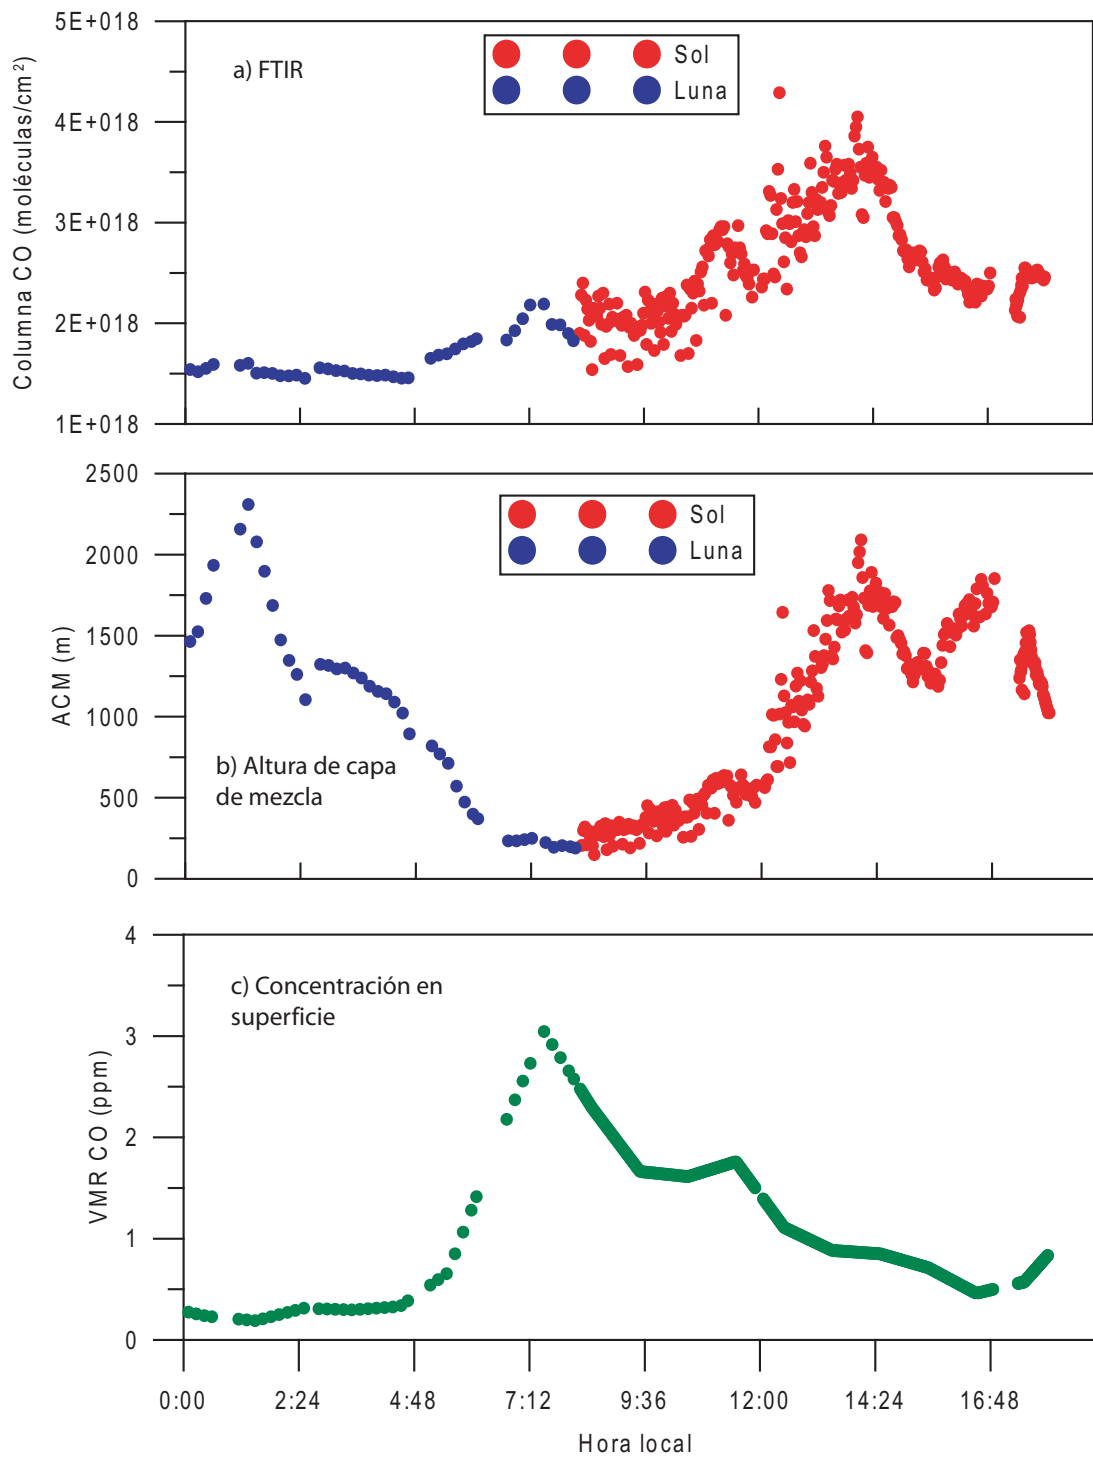 5E+018
4E+018
3E+018
2E+018
1E+018
Columna CO (moléculas/cm²)
a) FTIR
Sol
Luna
2500
2000
1500
1000
500
0
ACM (m)
Sol
Luna
b) Altura de capa
de mezcla
4
3
2
1
0
VMR CO (ppm)
c) Concentración en
superficie
0:00 2:24 4:48 7:12 9:36 12:00 14:24 16:48
Hora local